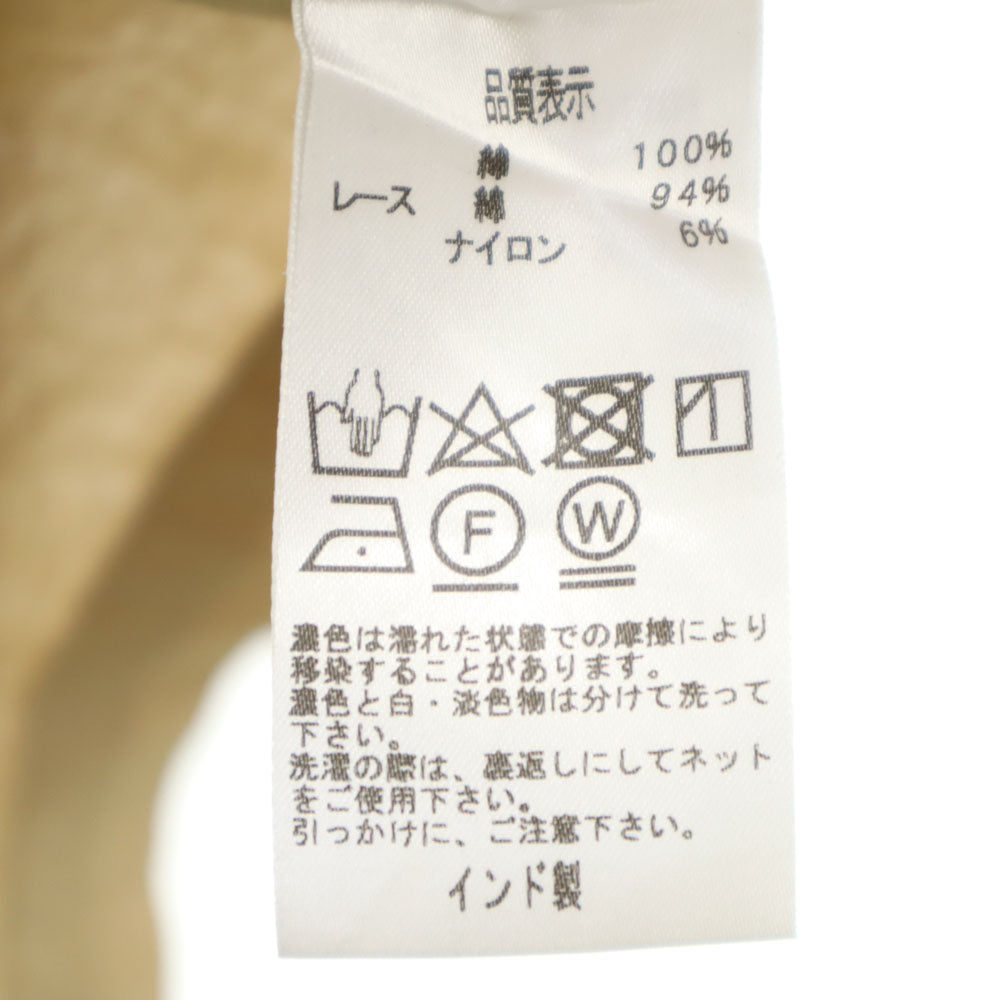 品質表示
綿 100%
レース 綿 94%
ナイロン 6%
F W
濃色は濡れた状態での摩擦により
移染することがあります。
濃色と白・淡色物は分けて洗って
下さい。
洗濯の際は、裏返しにしてネット
をご使用下さい。
引っかけに、ご注意下さい。
インド製